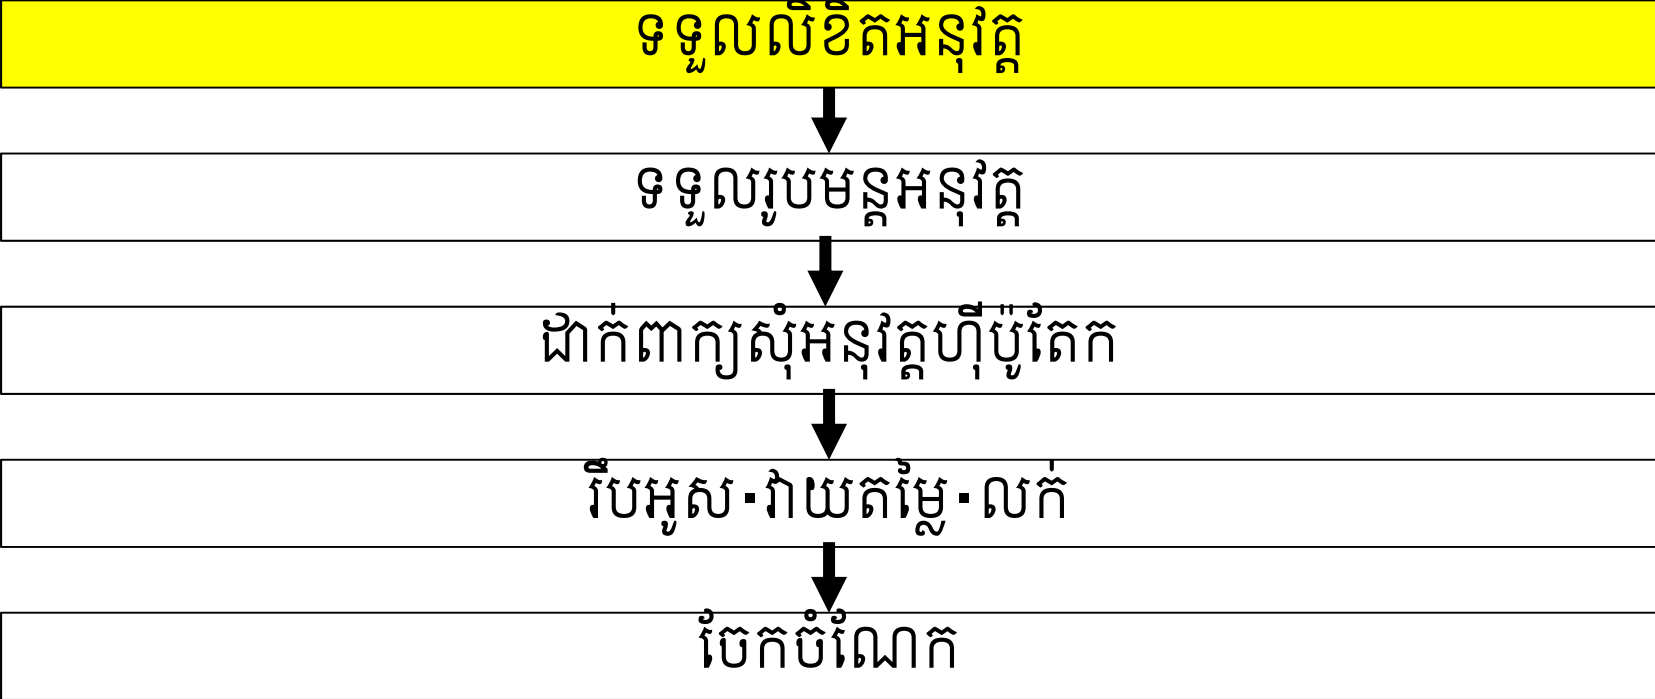 ទទួលលិខិតអនុវត្ត
ទទួលរូបមន្តអនុវត្ត
ដាក់ពាក្យសុំអនុវត្តហ៊ីប៉ូតែក
រឹបអូស·វាយតម្លៃ·លក់
ចែកចំណែក